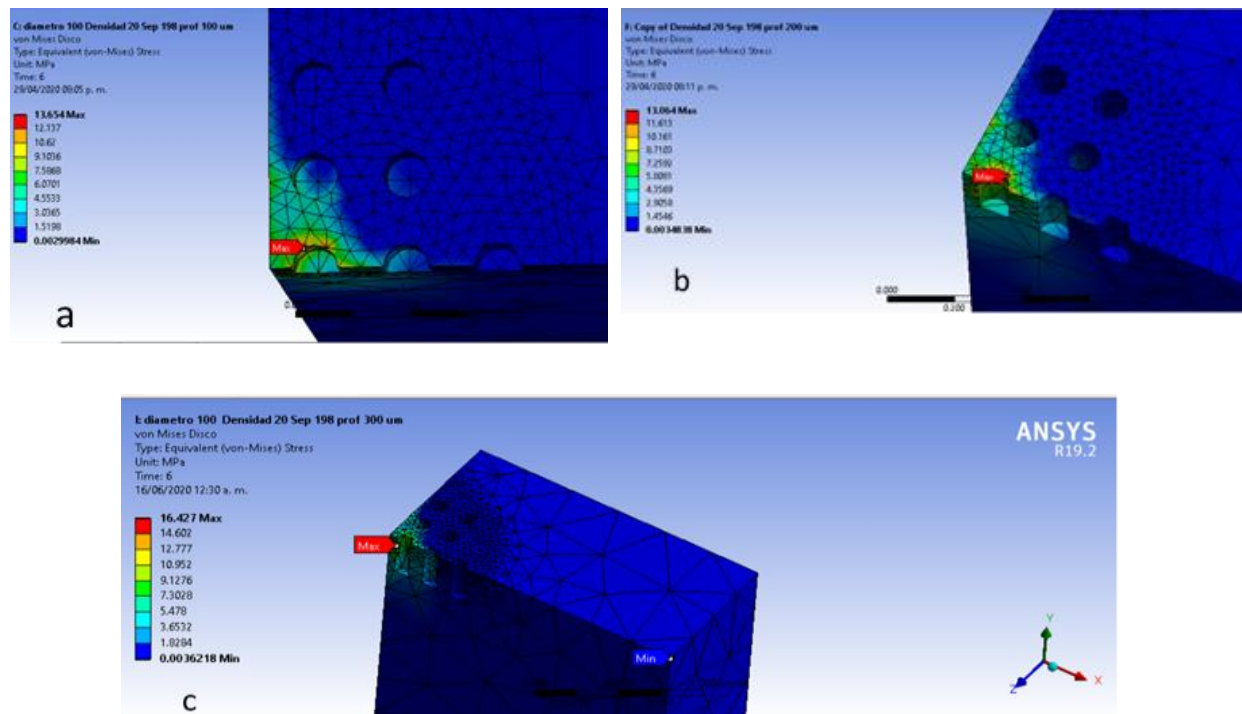 C: diametro 100 Densidad 20 Sep 198 prof 100 um
von Mises Disco
Type: Equivalent (von-Mises) Stress
Unit: MPa
Time: 6
29/04/2020 08:05 p. m.
13.654 Max
12.137
10.62
9.1036
7.5868
6.0701
4.5533
3.0365
1.5198
0.0029984 Min
Max
a
F: Copy of Densidad 20 Sep 198 prof 200 um
von Mises Disco
Type: Equivalent (von-Mises) Stress
Unit: MPa
Time: 6
29/04/2020 08:11 p. m.
13.064 Max
11.613
10.161
8.7103
7.2592
5.8081
4.3569
2.9058
1.4546
0.0034838 Min
Max
0.000
0.200
b
I: diametro 100 Densidad 20 Sep 198 prof 300 um
von Mises Disco
Type: Equivalent (von-Mises) Stress
Unit: MPa
Time: 6
16/06/2020 12:30 a. m.
16.427 Max
14.602
12.777
10.952
9.1276
7.3028
5.478
3.6532
1.8284
0.0036218 Min
ANSYS
R19.2
Max
Min
Y
X
Z
c